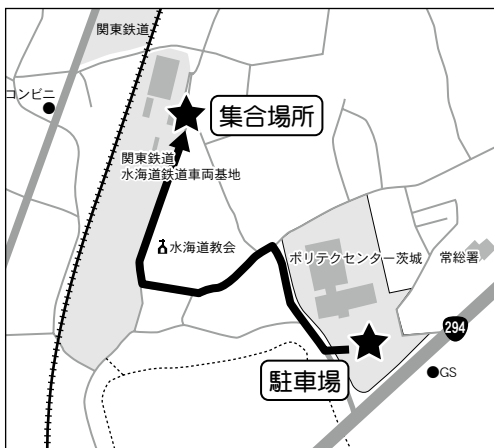 関東鉄道
コンビニ
集合場所
関東鉄道
水海道鉄道車両基地
水海道教会
ポリテクセンター茨城
常総署
294
駐車場
GS